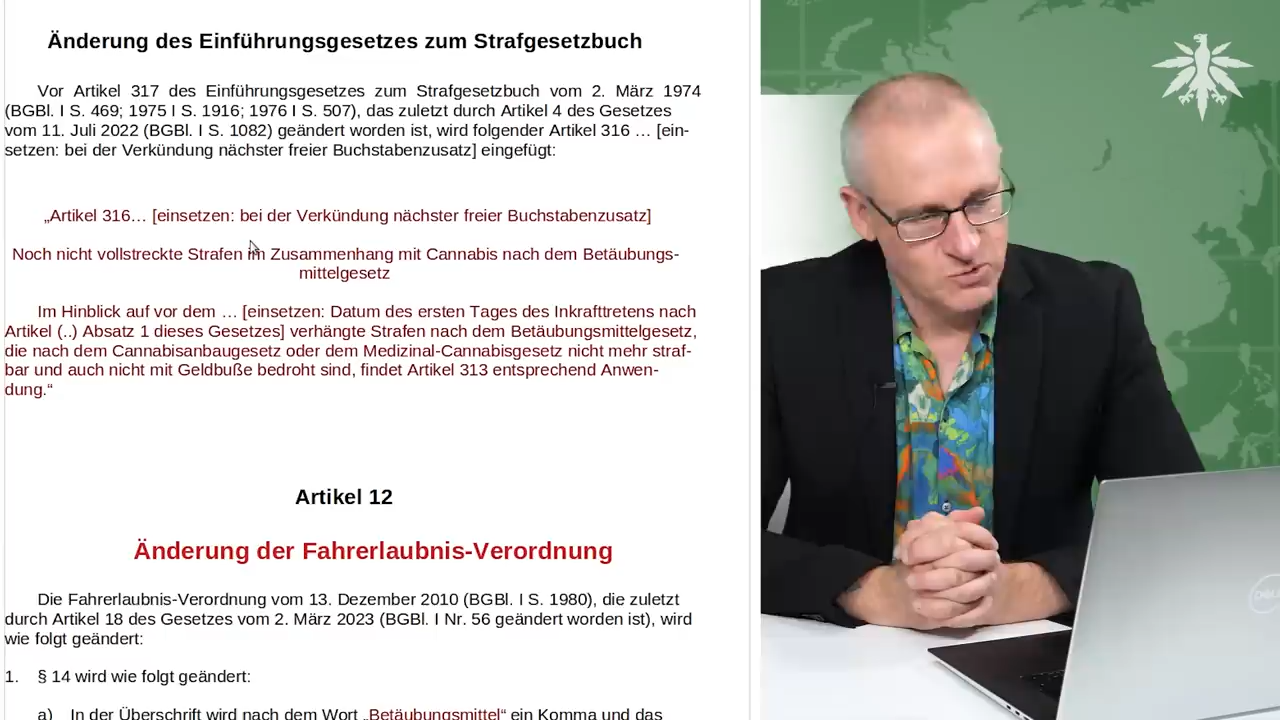 Änderung des Einführungsgesetzes zum Strafgesetzbuch
Vor Artikel 317 des Einführungsgesetzes zum Strafgesetzbuch vom 2. März 1974
(BGBl. I S. 469; 1975 I S. 1916; 1976 I S. 507), das zuletzt durch Artikel 4 des Gesetzes
vom 11. Juli 2022 (BGBl. I S. 1082) geändert worden ist, wird folgender Artikel 316 … [ein-
setzen: bei der Verkündung nächster freier Buchstabenzusatz] eingefügt:
„Artikel 316… [einsetzen: bei der Verkündung nächster freier Buchstabenzusatz]
Noch nicht vollstreckte Strafen im Zusammenhang mit Cannabis nach dem Betäubungs-
mittelgesetz
Im Hinblick auf vor dem … [einsetzen: Datum des ersten Tages des Inkrafttretens nach
Artikel (..) Absatz 1 dieses Gesetzes] verhängte Strafen nach dem Betäubungsmittelgesetz,
die nach dem Cannabisanbaugesetz oder dem Medizinal-Cannabisgesetz nicht mehr straf-
bar und auch nicht mit Geldbuße bedroht sind, findet Artikel 313 entsprechend Anwen-
dung.“
Artikel 12
Änderung der Fahrerlaubnis-Verordnung
Die Fahrerlaubnis-Verordnung vom 13. Dezember 2010 (BGBl. I S. 1980), die zuletzt
durch Artikel 18 des Gesetzes vom 2. März 2023 (BGBl. I Nr. 56 geändert worden ist), wird
wie folgt geändert:
1. § 14 wird wie folgt geändert:
a) In der Überschrift wird nach dem Wort „Betäubungsmittel“ ein Komma und das
DELL